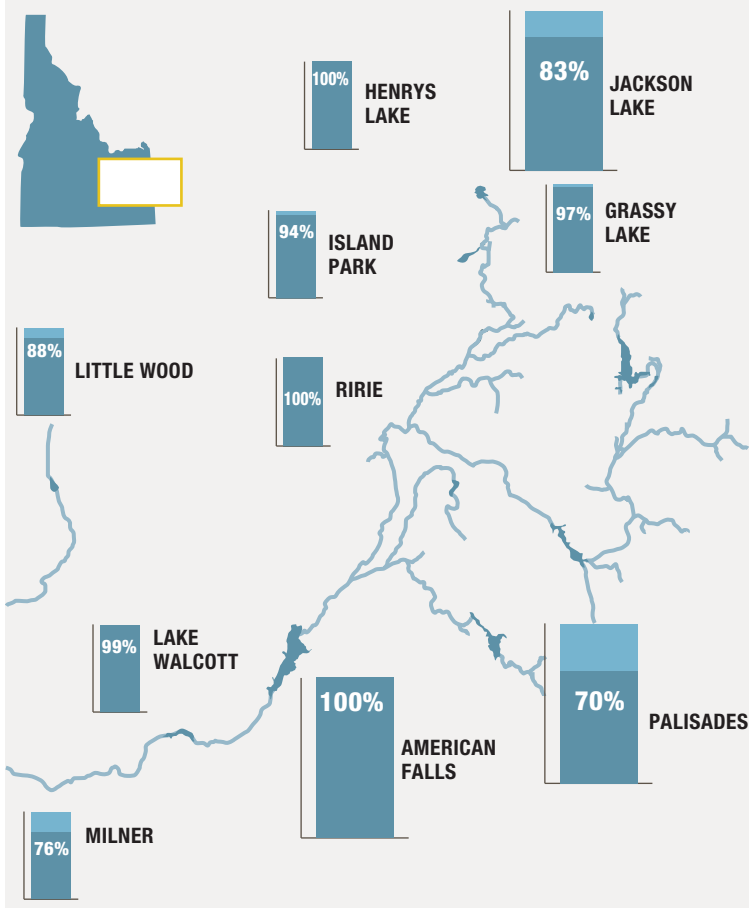 100%
HENRYS
LAKE
83%
JACKSON
LAKE
97%
GRASSY
LAKE
94%
ISLAND
PARK
88%
LITTLE WOOD
100%
RIRIE
99%
LAKE
WALCOTT
100%
AMERICAN
FALLS
70%
PALISADES
76%
MILNER